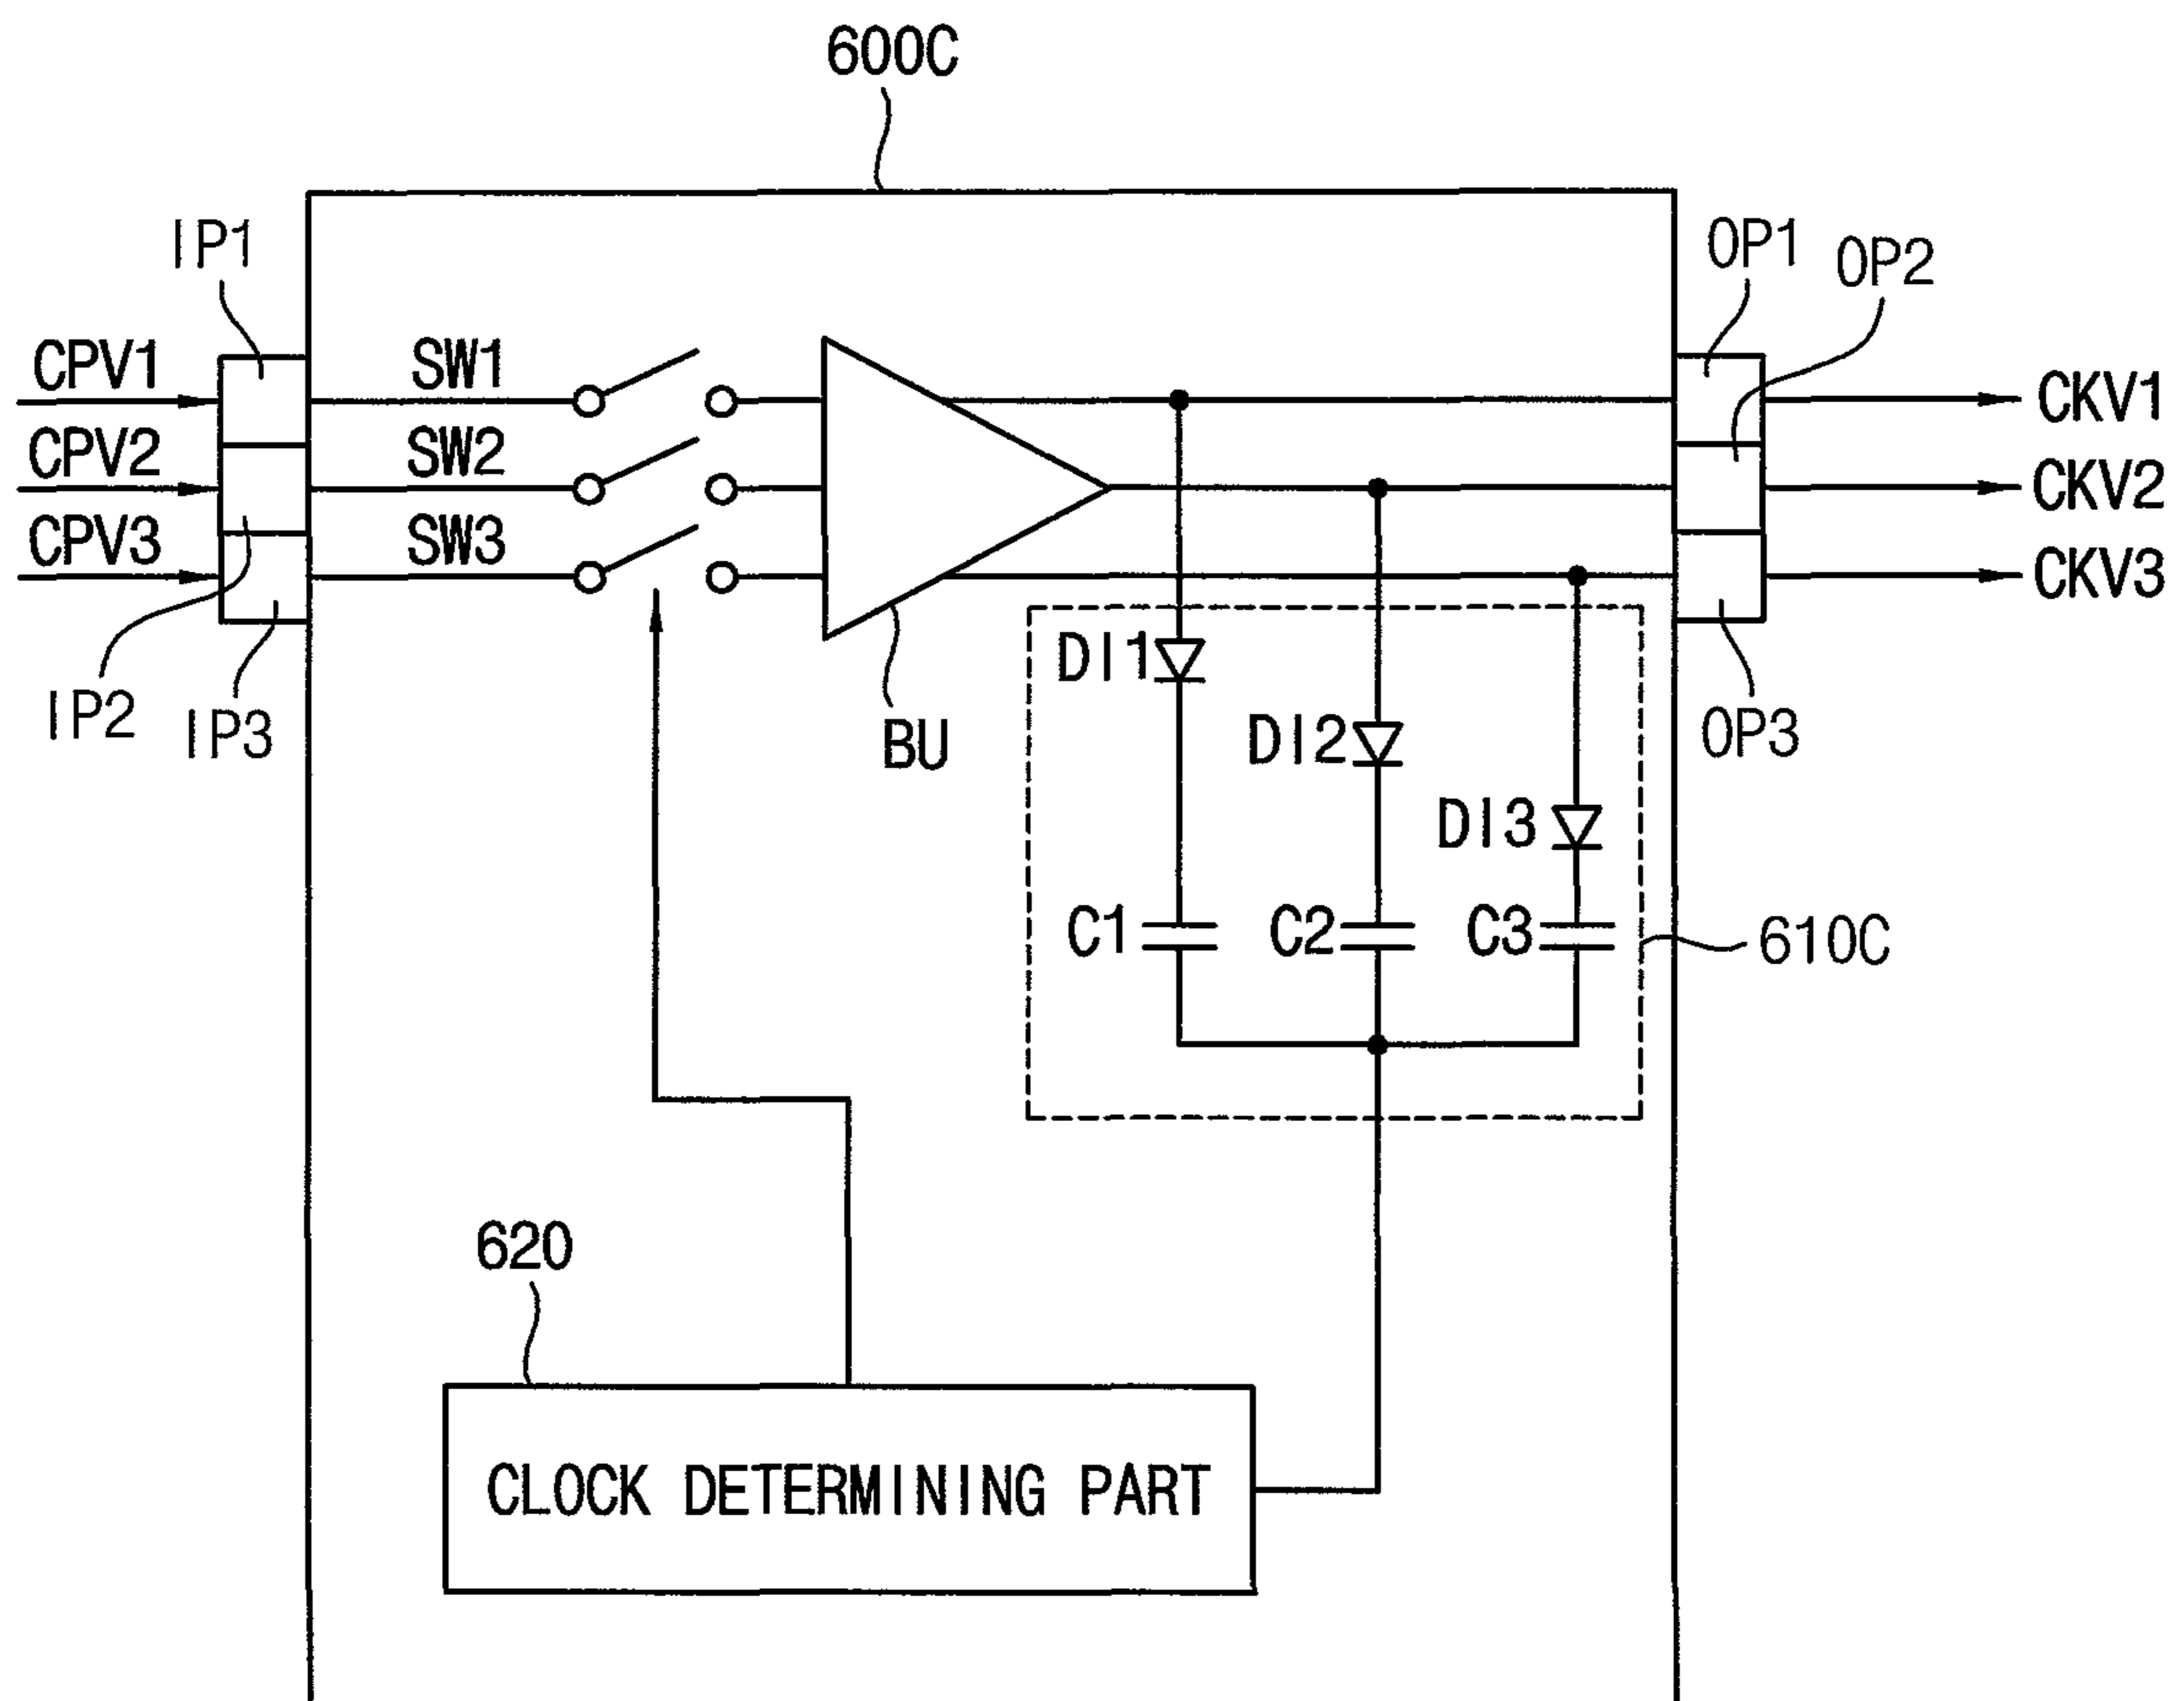 600C
IP1
OP1
OP2
CPV1
SW1
CKV1
CPV2
SW2
CKV2
CPV3
SW3
CKV3
IP2
IP3
BU
DI1
DI2
DI3
OP3
C1
C2
C3
610C
620
CLOCK DETERMINING PART